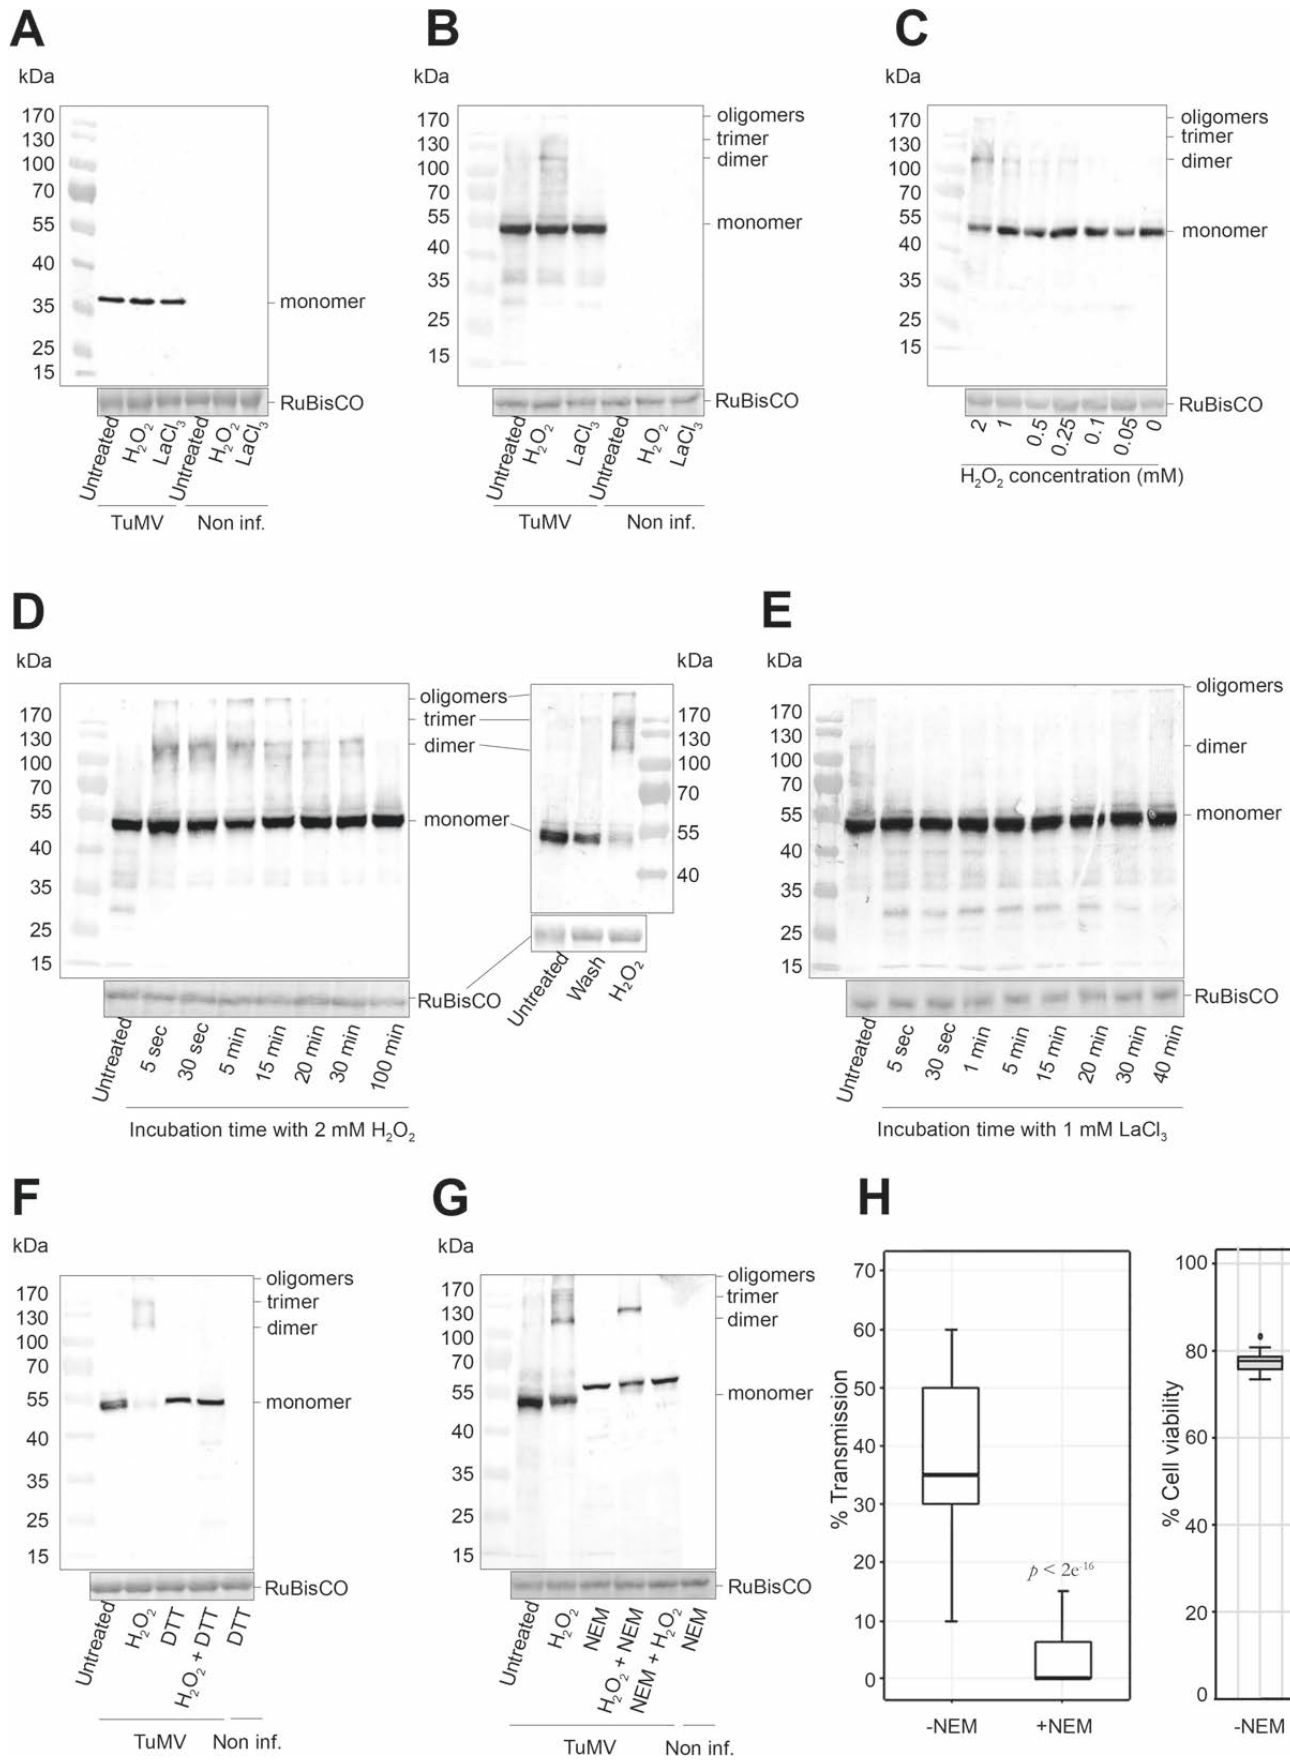 A
kDa
170
130
100
70
55
40
35
25
15
monomer
RuBisCO
Untreated
H₂O₂
LaCl₃
Untreated
H₂O₂
LaCl₃
TuMV
Non inf.
B
kDa
170
130
100
70
55
40
35
25
15
oligomers
trimer
dimer
monomer
RuBisCO
Untreated
H₂O₂
LaCl₃
Untreated
H₂O₂
LaCl₃
TuMV
Non inf.
C
kDa
170
130
100
70
55
40
35
25
15
oligomers
trimer
dimer
monomer
RuBisCO
2
1
0.5
0.25
0.1
0.05
0
H₂O₂ concentration (mM)
D
kDa
170
130
100
70
55
40
35
25
15
oligomers
trimer
dimer
monomer
RuBisCO
Untreated
5 sec
30 sec
5 min
15 min
20 min
30 min
100 min
Incubation time with 2 mM H₂O₂
kDa
170
130
100
70
55
40
Untreated
Wash
H₂O₂
E
kDa
170
130
100
70
55
40
35
25
15
oligomers
dimer
monomer
RuBisCO
Untreated
5 sec
30 sec
1 min
5 min
15 min
20 min
30 min
40 min
Incubation time with 1 mM LaCl₃
F
kDa
170
130
100
70
55
40
35
25
15
oligomers
trimer
dimer
monomer
RuBisCO
Untreated
H₂O₂
DTT
H₂O₂ + DTT
DTT
TuMV
Non inf.
G
kDa
170
130
100
70
55
40
35
25
15
oligomers
trimer
dimer
monomer
RuBisCO
Untreated
H₂O₂
NEM
H₂O₂ + NEM
NEM + H₂O₂
NEM
TuMV
Non inf.
H
% Transmission
70
60
50
40
30
20
10
0
p < 2e⁻¹⁶
-NEM
+NEM
% Cell viability
100
80
60
40
20
0
-NEM